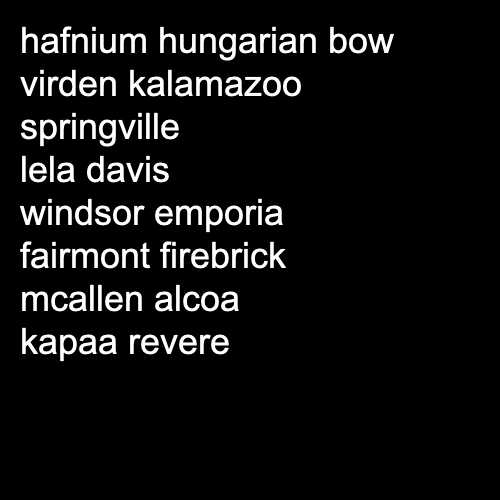 hafnium hungarian bow
virden kalamazoo
springville
lela davis
windsor emporia
fairmont firebrick
mcallen alcoa
kapaa revere